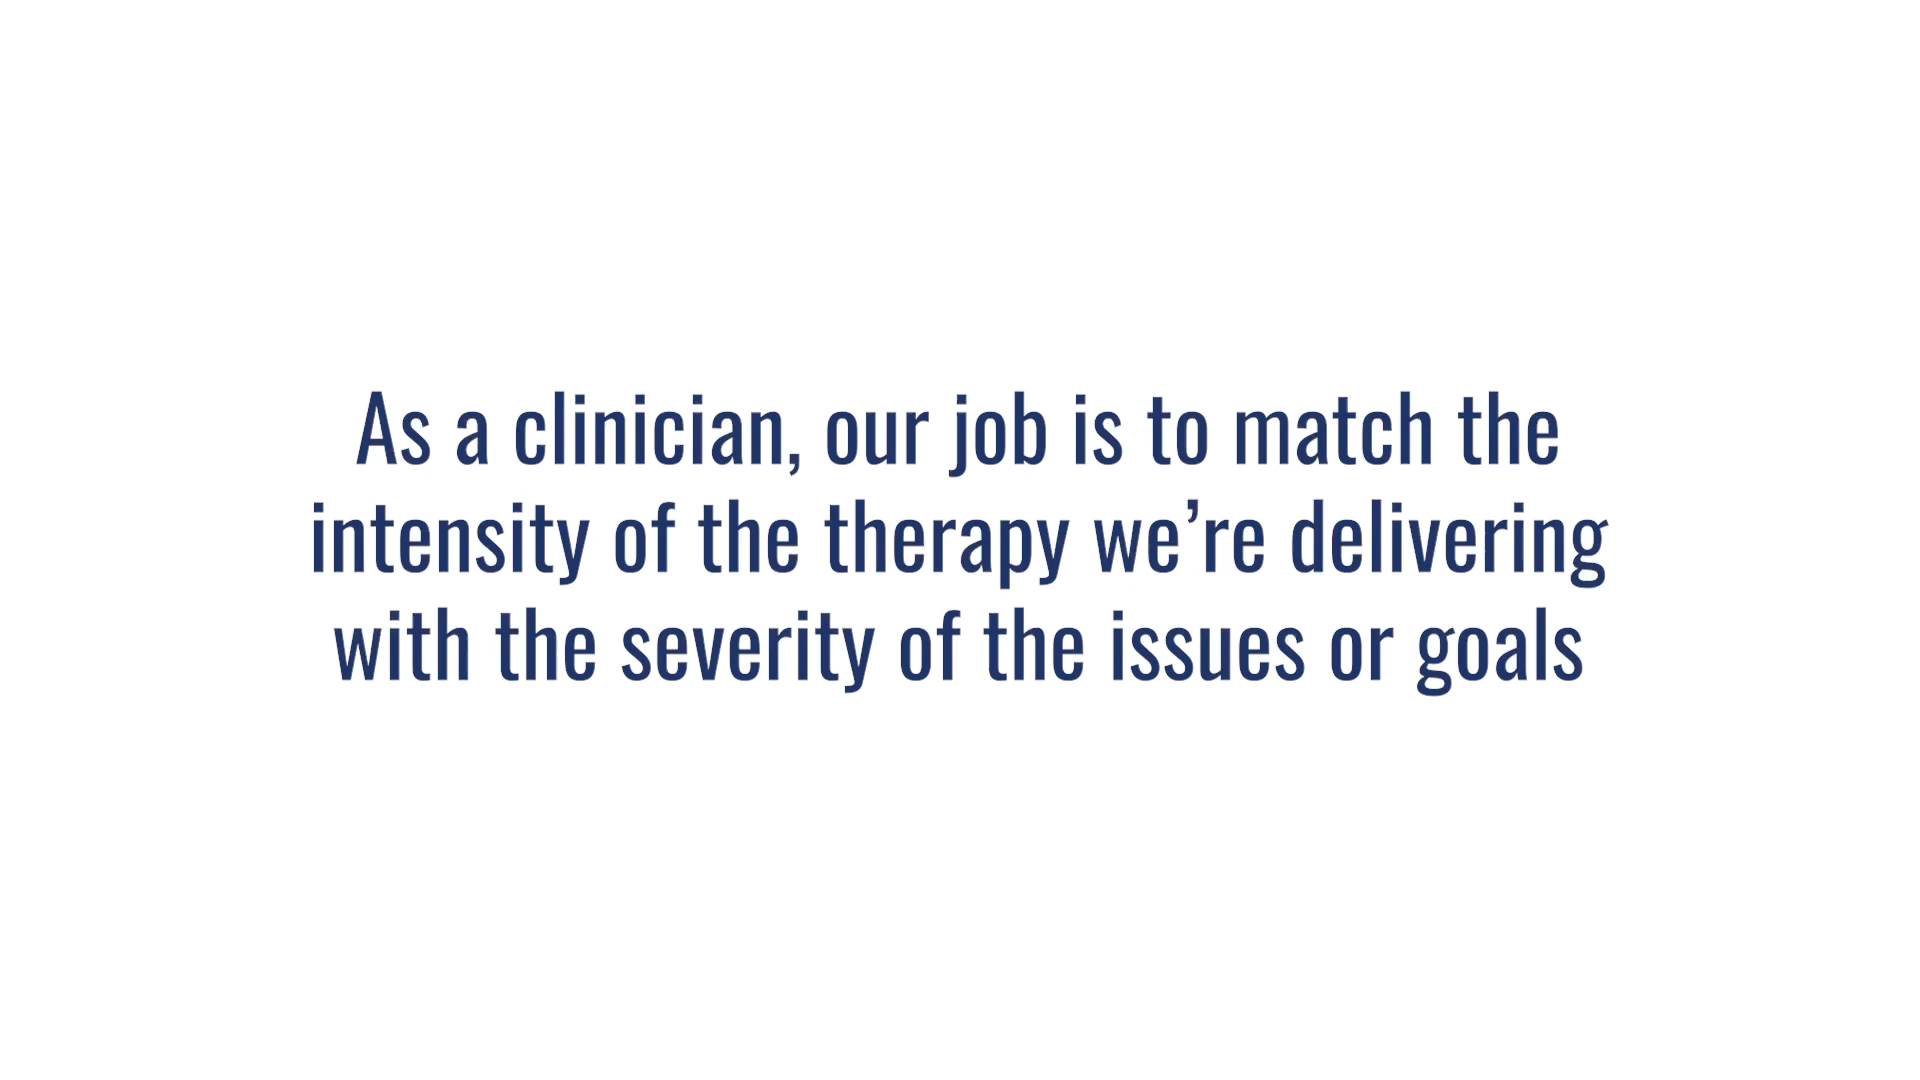 As a clinician, our job is to match the
intensity of the therapy we’re delivering
with the severity of the issues or goals